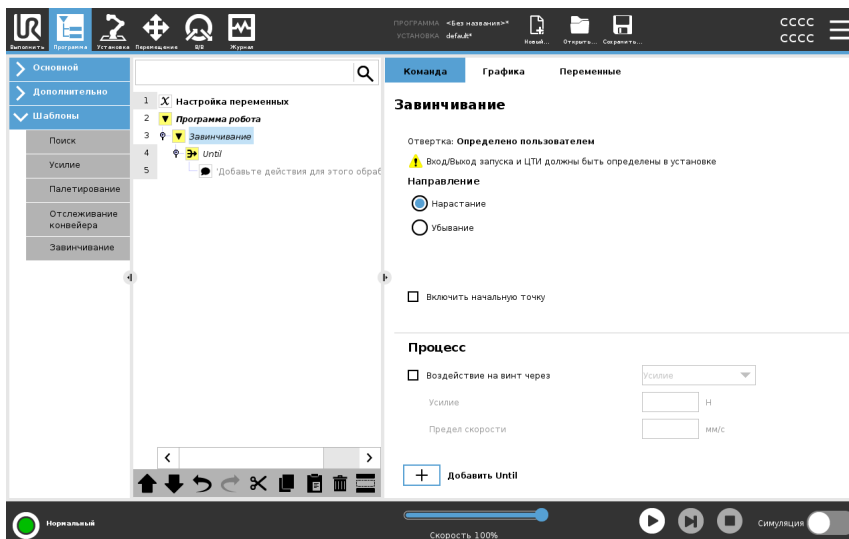 ПРОГРАММА <Без названия>*
УСТАНОВКА default*
Выполнить Программа Установка Перемещение В/В Журнал
Новый... Открыть... Сохранить...
CCCC
CCCC
Основной
Дополнительно
Шаблоны
Поиск
Усилие
Палетирование
Отслеживание
конвейера
Завинчивание
1 X Настройка переменных
2 Программа робота
3 Завинчивание
4 Until
5 'Добавьте действия для этого обраб
Команда Графика Переменные
Завинчивание
Отвертка: Определено пользователем
Вход/Выход запуска и ЦТИ должны быть определены в установке
Направление
Нарастание
Убывание
Включить начальную точку
Процесс
Воздействие на винт через Усилие
Усилие Н
Предел скорости мм/с
Добавить Until
Нормальный
Скорость 100%
Симуляция